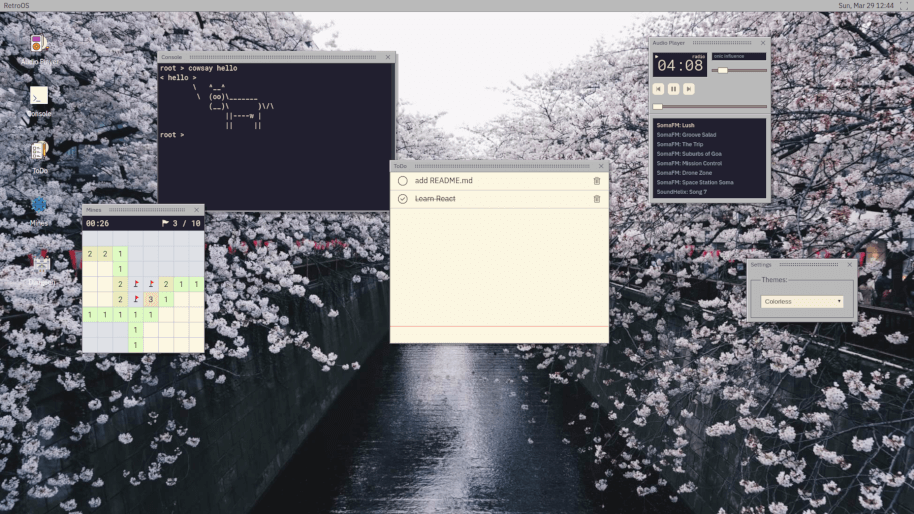 RetroOS
Sun, Mar 29 12:44
Console
ToDo
Mines
Console
root > cowsay hello
< hello >
\   ^__^
\  (oo)\_______
(__)\       )\/\
||----w |
||     ||
root >
ToDo
add README.md
Learn React
Mines
00:26
3 / 10
2 2 1
1
2 2 1 1
2 3 1
1 1 1 1 1
1
1
Audio Player
04:08
radio
SomaFM: Lush
SomaFM: Groove Salad
SomaFM: The Trip
SomaFM: Suburbs of Goa
SomaFM: Mission Control
SomaFM: Drone Zone
SomaFM: Space Station Soma
SoundHelix: Song 7
Settings
Themes:
Colorless